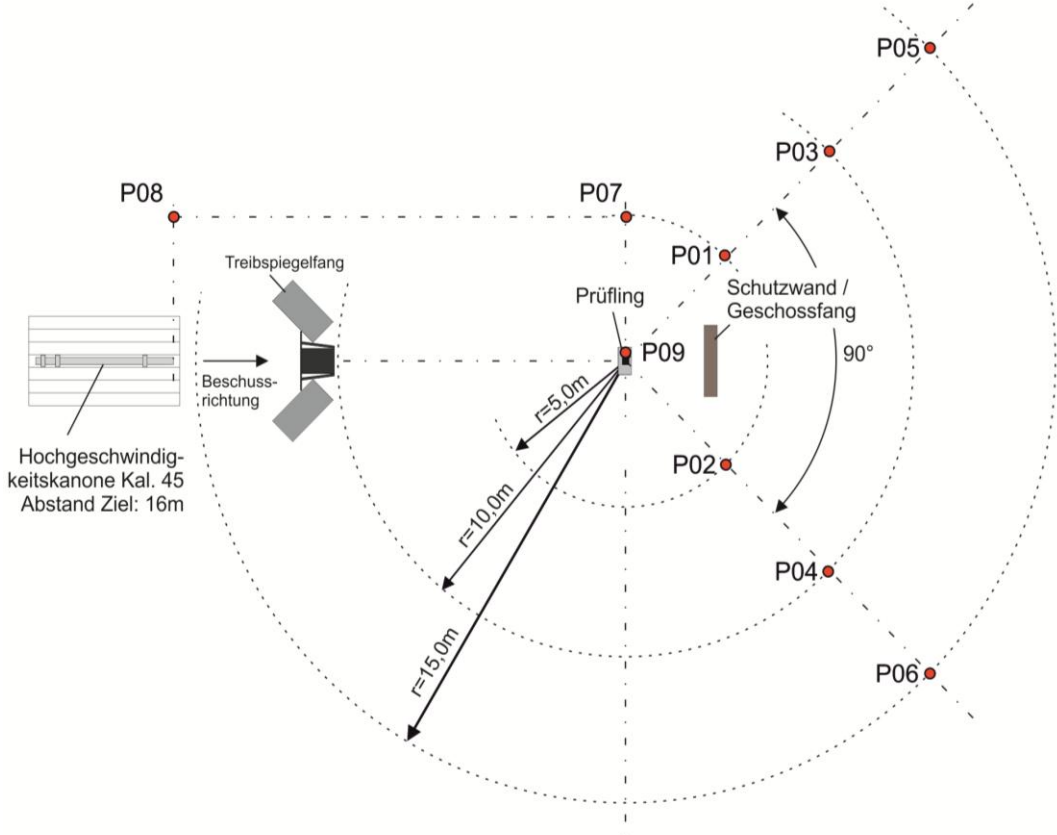 P05
P03
P08
P07
P01
Treibspiegelfang
Prüfling
Schutzwand /
Geschossfang
P09
90°
Beschuss-
richtung
r=5,0m
Hochgeschwindig-
keitskanone Kal. 45
Abstand Ziel: 16m
P02
r=10,0m
P04
r=15,0m
P06